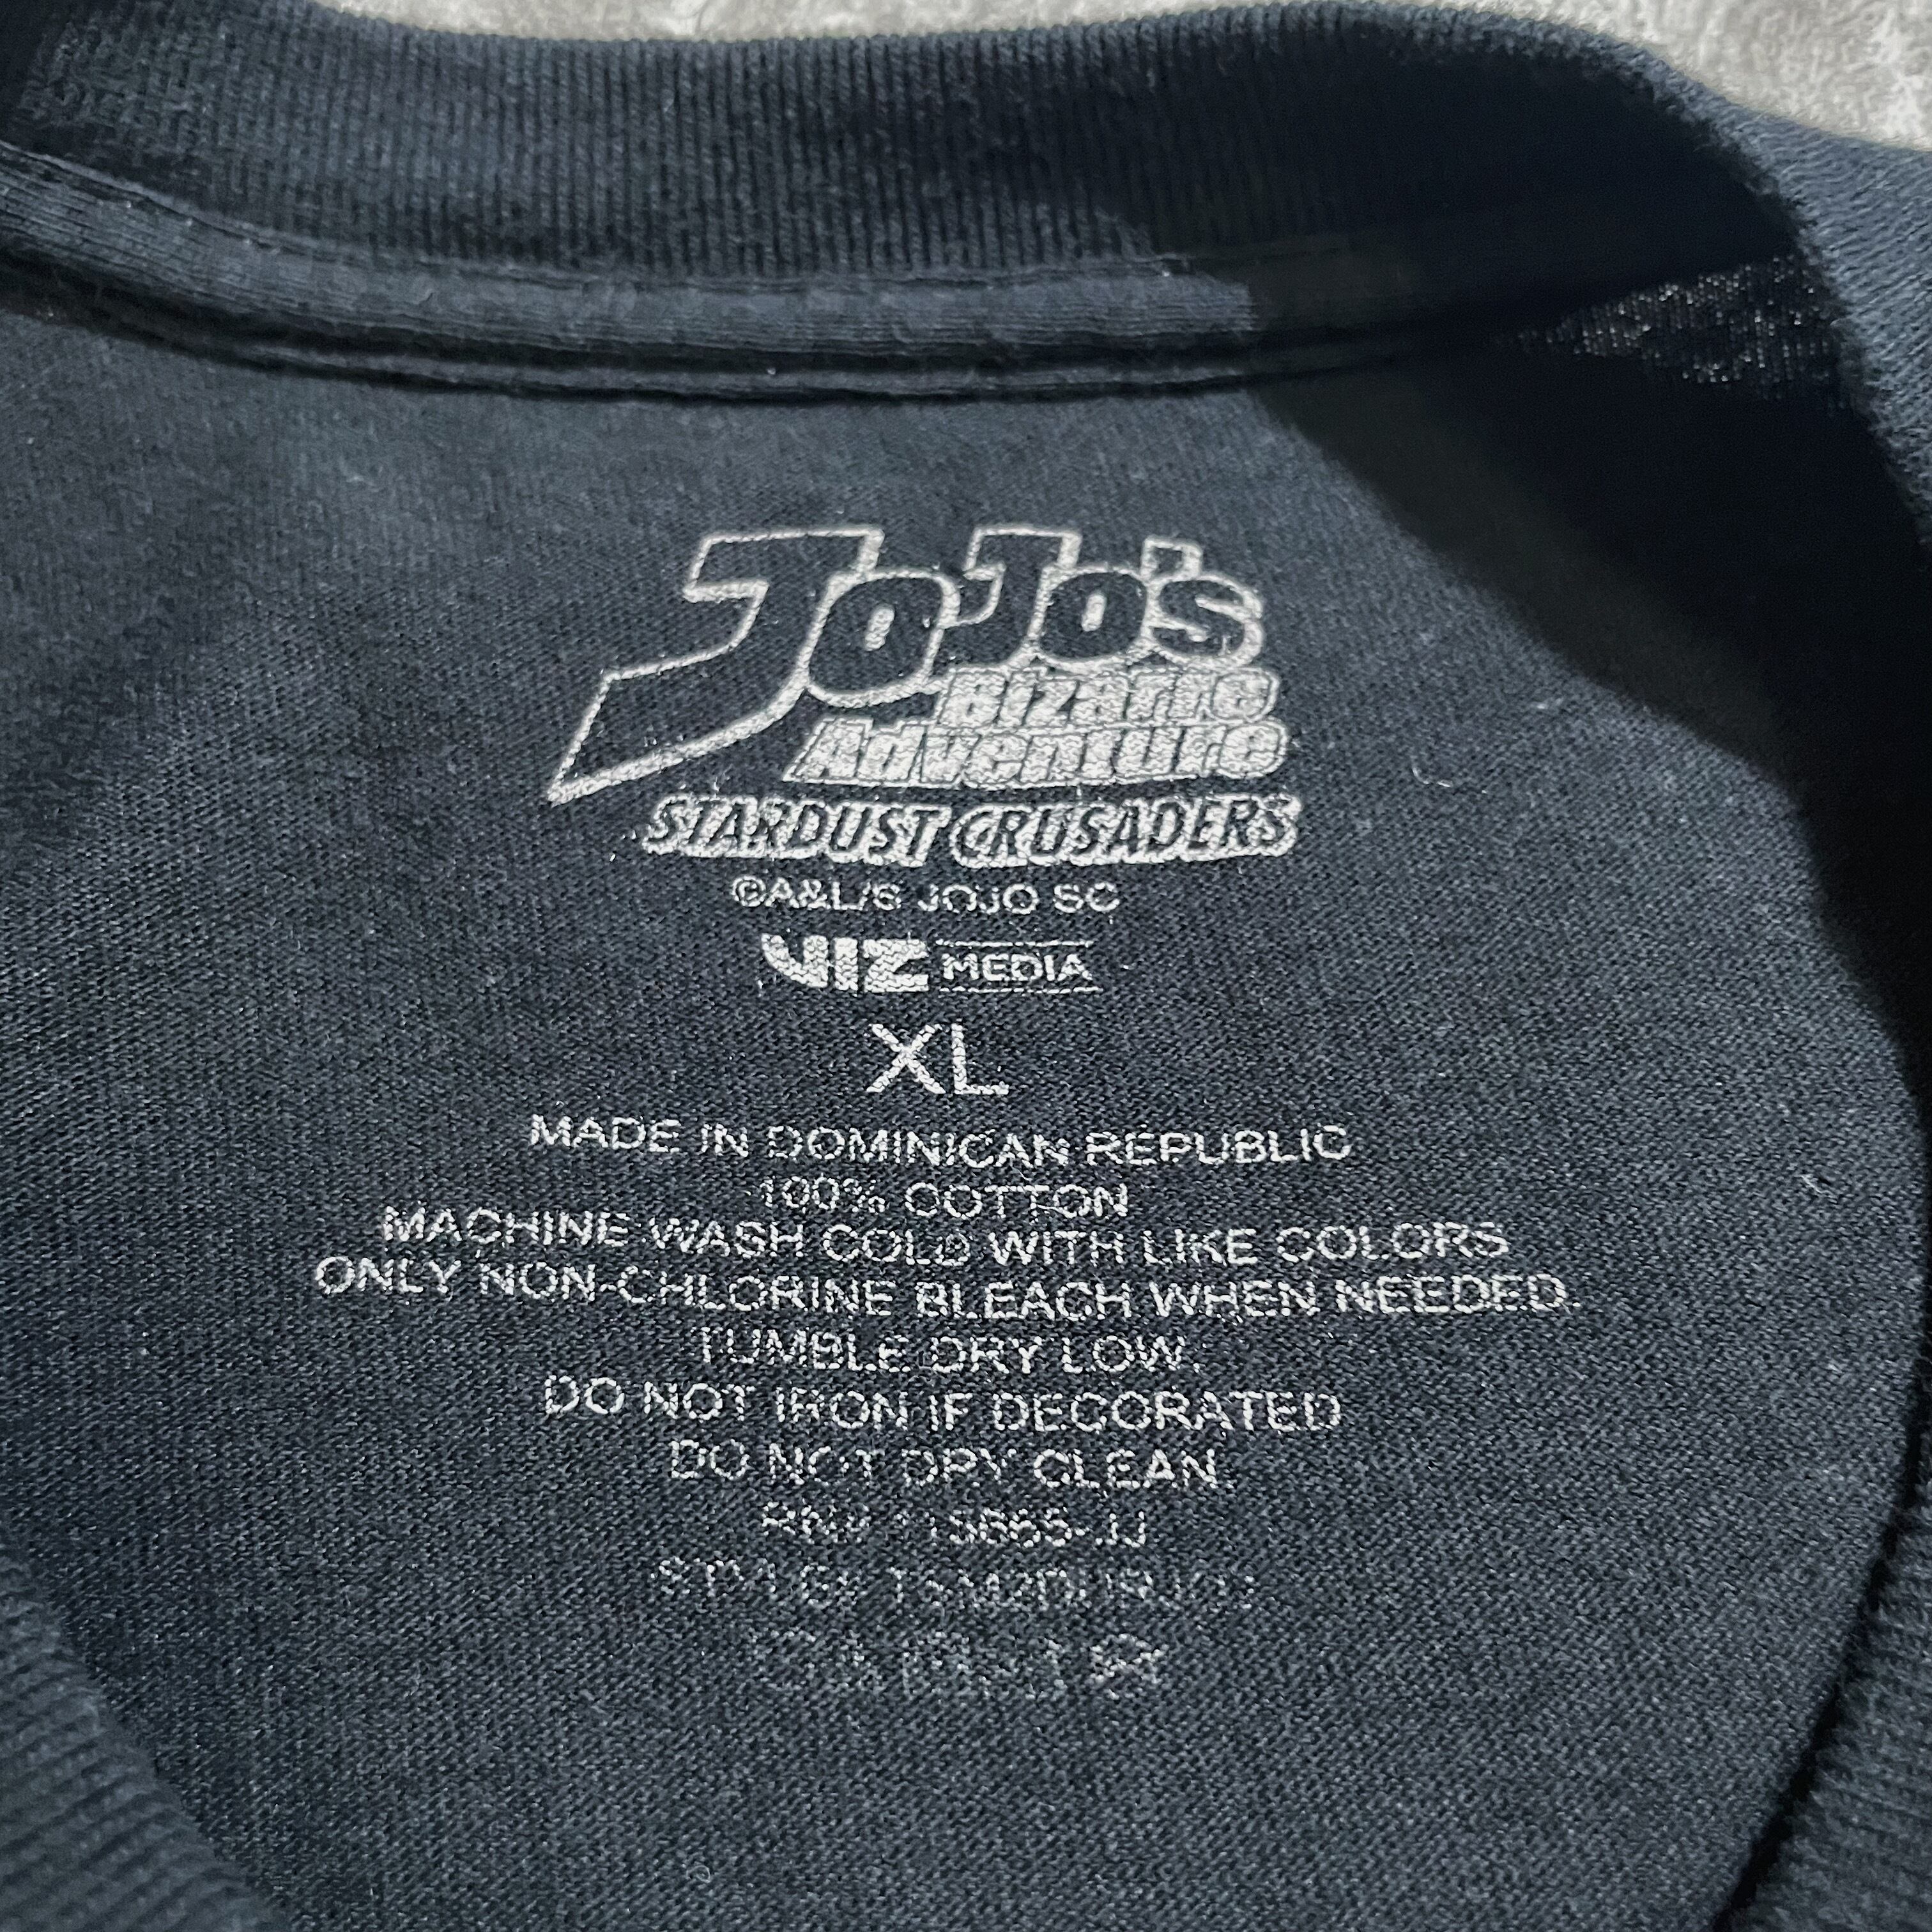 JoJo's
Bizarre
Adventure
STARDUST CRUSADERS
©A&L/S JOJO SC
VIZ MEDIA
XL
MADE IN DOMINICAN REPUBLIC
100% COTTON
MACHINE WASH COLD WITH LIKE COLORS
ONLY NON-CHLORINE BLEACH WHEN NEEDED.
TUMBLE DRY LOW.
DO NOT IRON IF DECORATED
DO NOT DRY CLEAN.
RN#
STYLE#